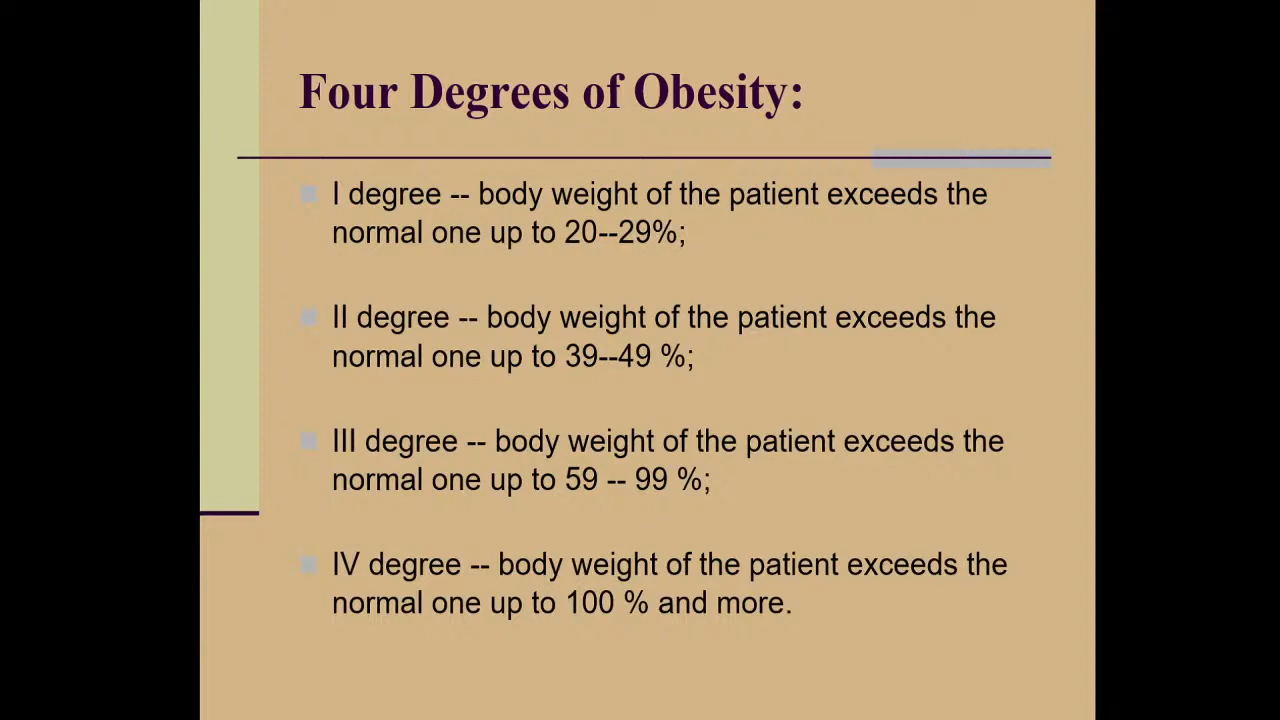 Four Degrees of Obesity:
I degree -- body weight of the patient exceeds the
normal one up to 20--29%;
II degree -- body weight of the patient exceeds the
normal one up to 39--49 %;
III degree -- body weight of the patient exceeds the
normal one up to 59 -- 99 %;
IV degree -- body weight of the patient exceeds the
normal one up to 100 % and more.